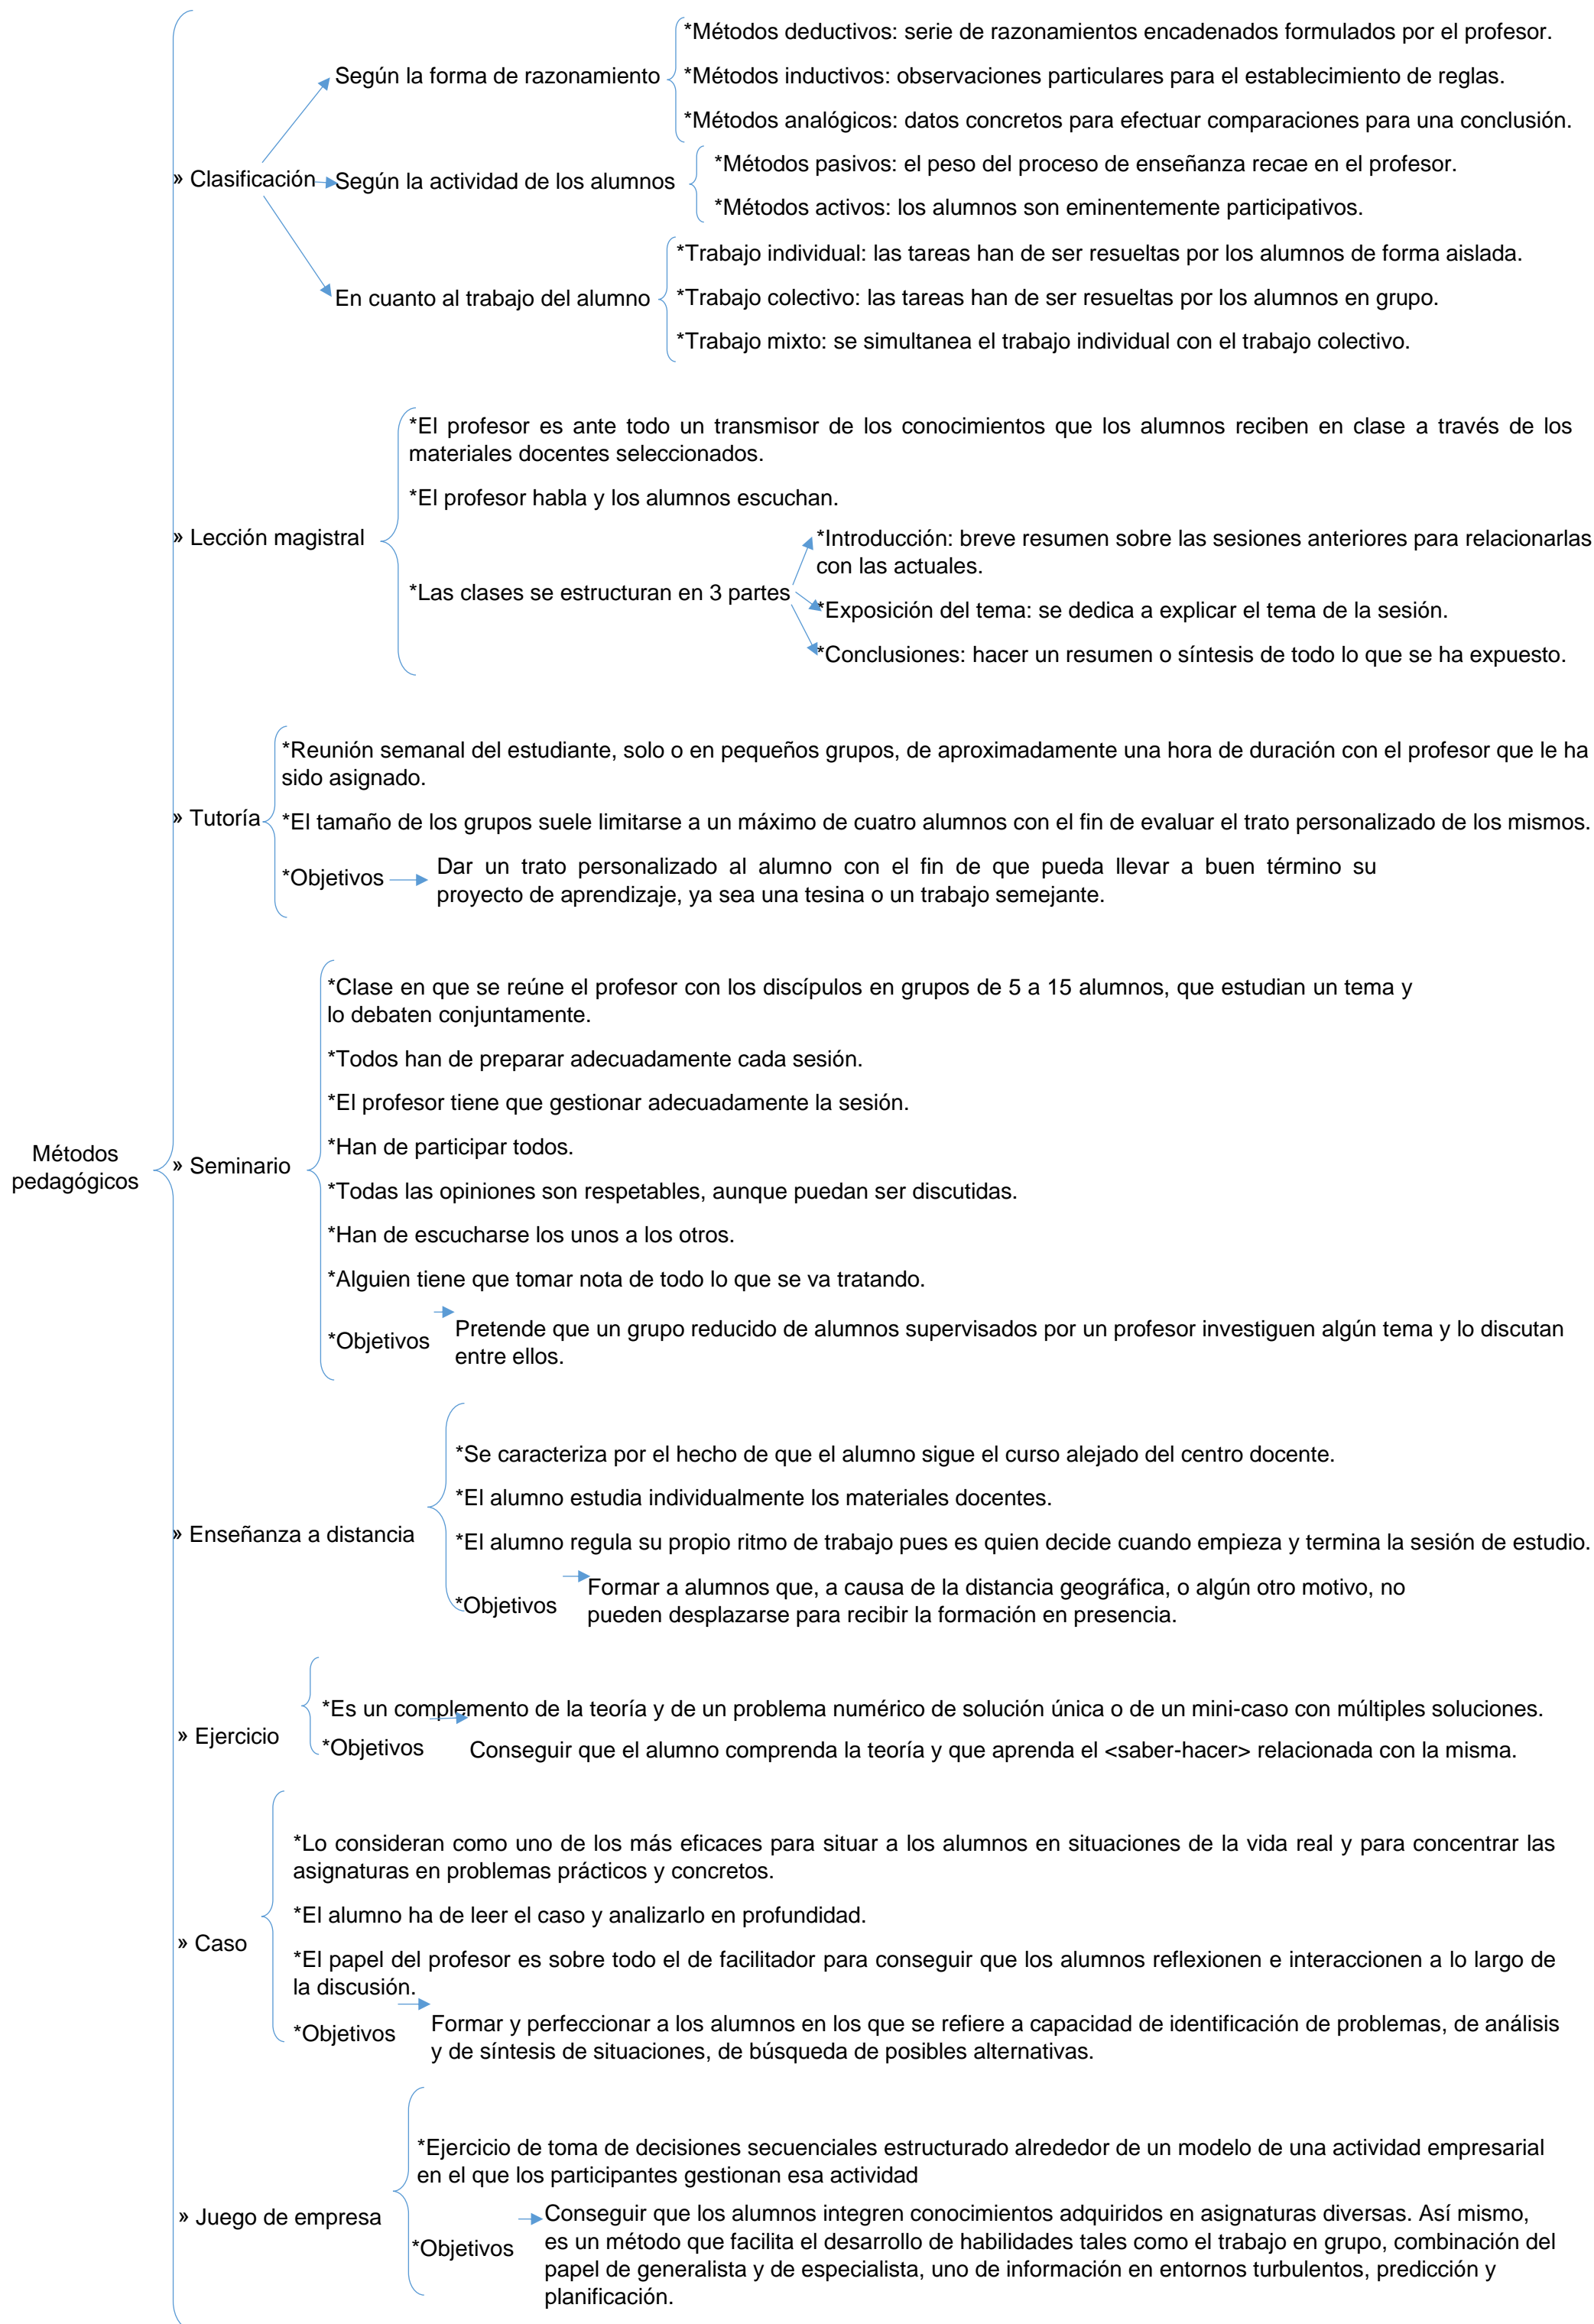 *Métodos deductivos: serie de razonamientos encadenados formulados por el profesor.
Según la forma de razonamiento
*Métodos inductivos: observaciones particulares para el establecimiento de reglas.
*Métodos analógicos: datos concretos para efectuar comparaciones para una conclusión.
» Clasificación
Según la actividad de los alumnos
*Métodos pasivos: el peso del proceso de enseñanza recae en el profesor.
*Métodos activos: los alumnos son eminentemente participativos.
*Trabajo individual: las tareas han de ser resueltas por los alumnos de forma aislada.
En cuanto al trabajo del alumno
*Trabajo colectivo: las tareas han de ser resueltas por los alumnos en grupo.
*Trabajo mixto: se simultanea el trabajo individual con el trabajo colectivo.
*El profesor es ante todo un transmisor de los conocimientos que los alumnos reciben en clase a través de los
materiales docentes seleccionados.
*El profesor habla y los alumnos escuchan.
» Lección magistral
*Introducción: breve resumen sobre las sesiones anteriores para relacionarlas
con las actuales.
*Las clases se estructuran en 3 partes
*Exposición del tema: se dedica a explicar el tema de la sesión.
*Conclusiones: hacer un resumen o síntesis de todo lo que se ha expuesto.
*Reunión semanal del estudiante, solo o en pequeños grupos, de aproximadamente una hora de duración con el profesor que le ha
sido asignado.
» Tutoría
*El tamaño de los grupos suele limitarse a un máximo de cuatro alumnos con el fin de evaluar el trato personalizado de los mismos.
*Objetivos
Dar un trato personalizado al alumno con el fin de que pueda llevar a buen término su
proyecto de aprendizaje, ya sea una tesina o un trabajo semejante.
*Clase en que se reúne el profesor con los discípulos en grupos de 5 a 15 alumnos, que estudian un tema y
lo debaten conjuntamente.
*Todos han de preparar adecuadamente cada sesión.
*El profesor tiene que gestionar adecuadamente la sesión.
Métodos
pedagógicos
*Han de participar todos.
» Seminario
*Todas las opiniones son respetables, aunque puedan ser discutidas.
*Han de escucharse los unos a los otros.
*Alguien tiene que tomar nota de todo lo que se va tratando.
*Objetivos
Pretende que un grupo reducido de alumnos supervisados por un profesor investiguen algún tema y lo discutan
entre ellos.
*Se caracteriza por el hecho de que el alumno sigue el curso alejado del centro docente.
*El alumno estudia individualmente los materiales docentes.
» Enseñanza a distancia
*El alumno regula su propio ritmo de trabajo pues es quien decide cuando empieza y termina la sesión de estudio.
*Objetivos
Formar a alumnos que, a causa de la distancia geográfica, o algún otro motivo, no
pueden desplazarse para recibir la formación en presencia.
*Es un complemento de la teoría y de un problema numérico de solución única o de un mini-caso con múltiples soluciones.
» Ejercicio
*Objetivos
Conseguir que el alumno comprenda la teoría y que aprenda el <saber-hacer> relacionada con la misma.
*Lo consideran como uno de los más eficaces para situar a los alumnos en situaciones de la vida real y para concentrar las
asignaturas en problemas prácticos y concretos.
*El alumno ha de leer el caso y analizarlo en profundidad.
» Caso
*El papel del profesor es sobre todo el de facilitador para conseguir que los alumnos reflexionen e interaccionen a lo largo de
la discusión.
*Objetivos
Formar y perfeccionar a los alumnos en los que se refiere a capacidad de identificación de problemas, de análisis
y de síntesis de situaciones, de búsqueda de posibles alternativas.
*Ejercicio de toma de decisiones secuenciales estructurado alrededor de un modelo de una actividad empresarial
en el que los participantes gestionan esa actividad
» Juego de empresa
*Objetivos
Conseguir que los alumnos integren conocimientos adquiridos en asignaturas diversas. Así mismo,
es un método que facilita el desarrollo de habilidades tales como el trabajo en grupo, combinación del
papel de generalista y de especialista, uno de información en entornos turbulentos, predicción y
planificación.